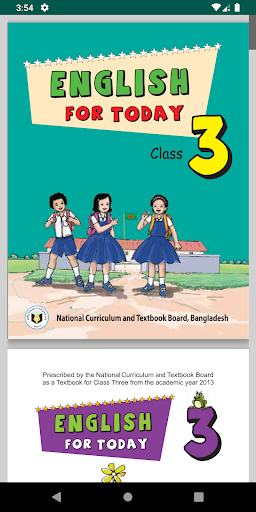 3:54
ENGLISH
FOR TODAY
Class 3
National Curriculum and Textbook Board, Bangladesh
Prescribed by the National Curriculum and Textbook Board
as a Textbook for Class Three from the academic year 2013
ENGLISH
FOR TODAY
3